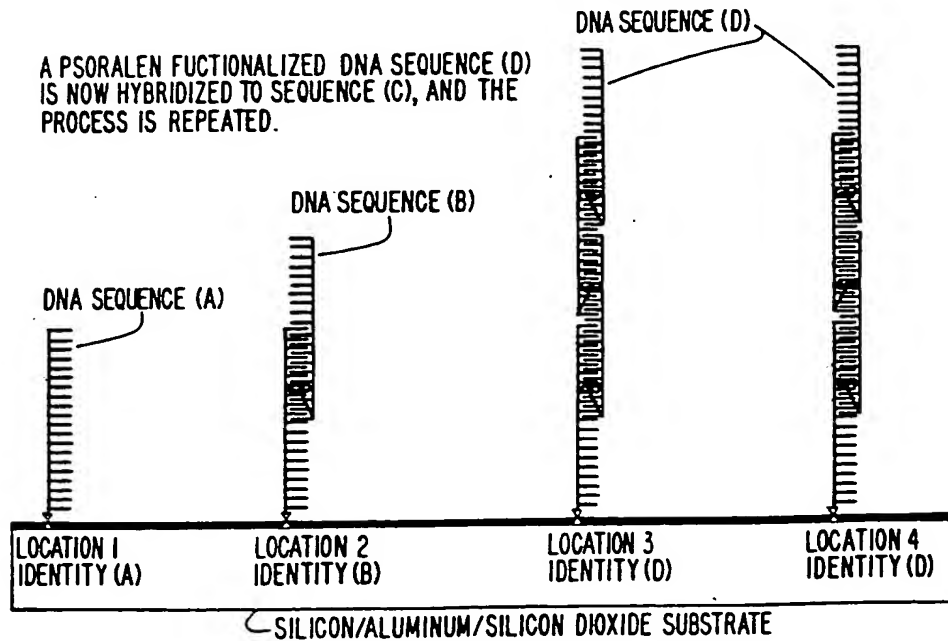 A PSORALEN FUCTIONALIZED DNA SEQUENCE (D)
IS NOW HYBRIDIZED TO SEQUENCE (C), AND THE
PROCESS IS REPEATED.
DNA SEQUENCE (D)
DNA SEQUENCE (B)
DNA SEQUENCE (A)
LOCATION 1
IDENTITY (A)
LOCATION 2
IDENTITY (B)
LOCATION 3
IDENTITY (D)
LOCATION 4
IDENTITY (D)
SILICON/ALUMINUM/SILICON DIOXIDE SUBSTRATE